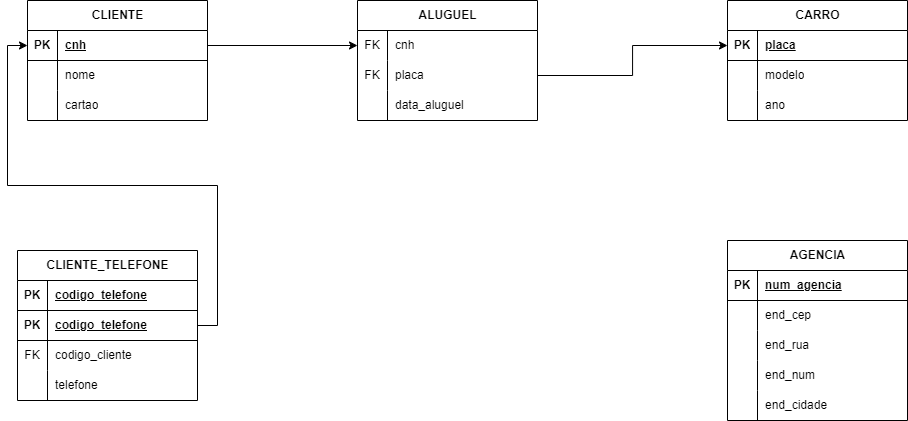 CLIENTE
PK cnh
nome
cartao
ALUGUEL
FK cnh
FK placa
data_aluguel
CARRO
PK placa
modelo
ano
CLIENTE_TELEFONE
PK codigo_telefone
PK codigo_telefone
FK codigo_cliente
telefone
AGENCIA
PK num_agencia
end_cep
end_rua
end_num
end_cidade